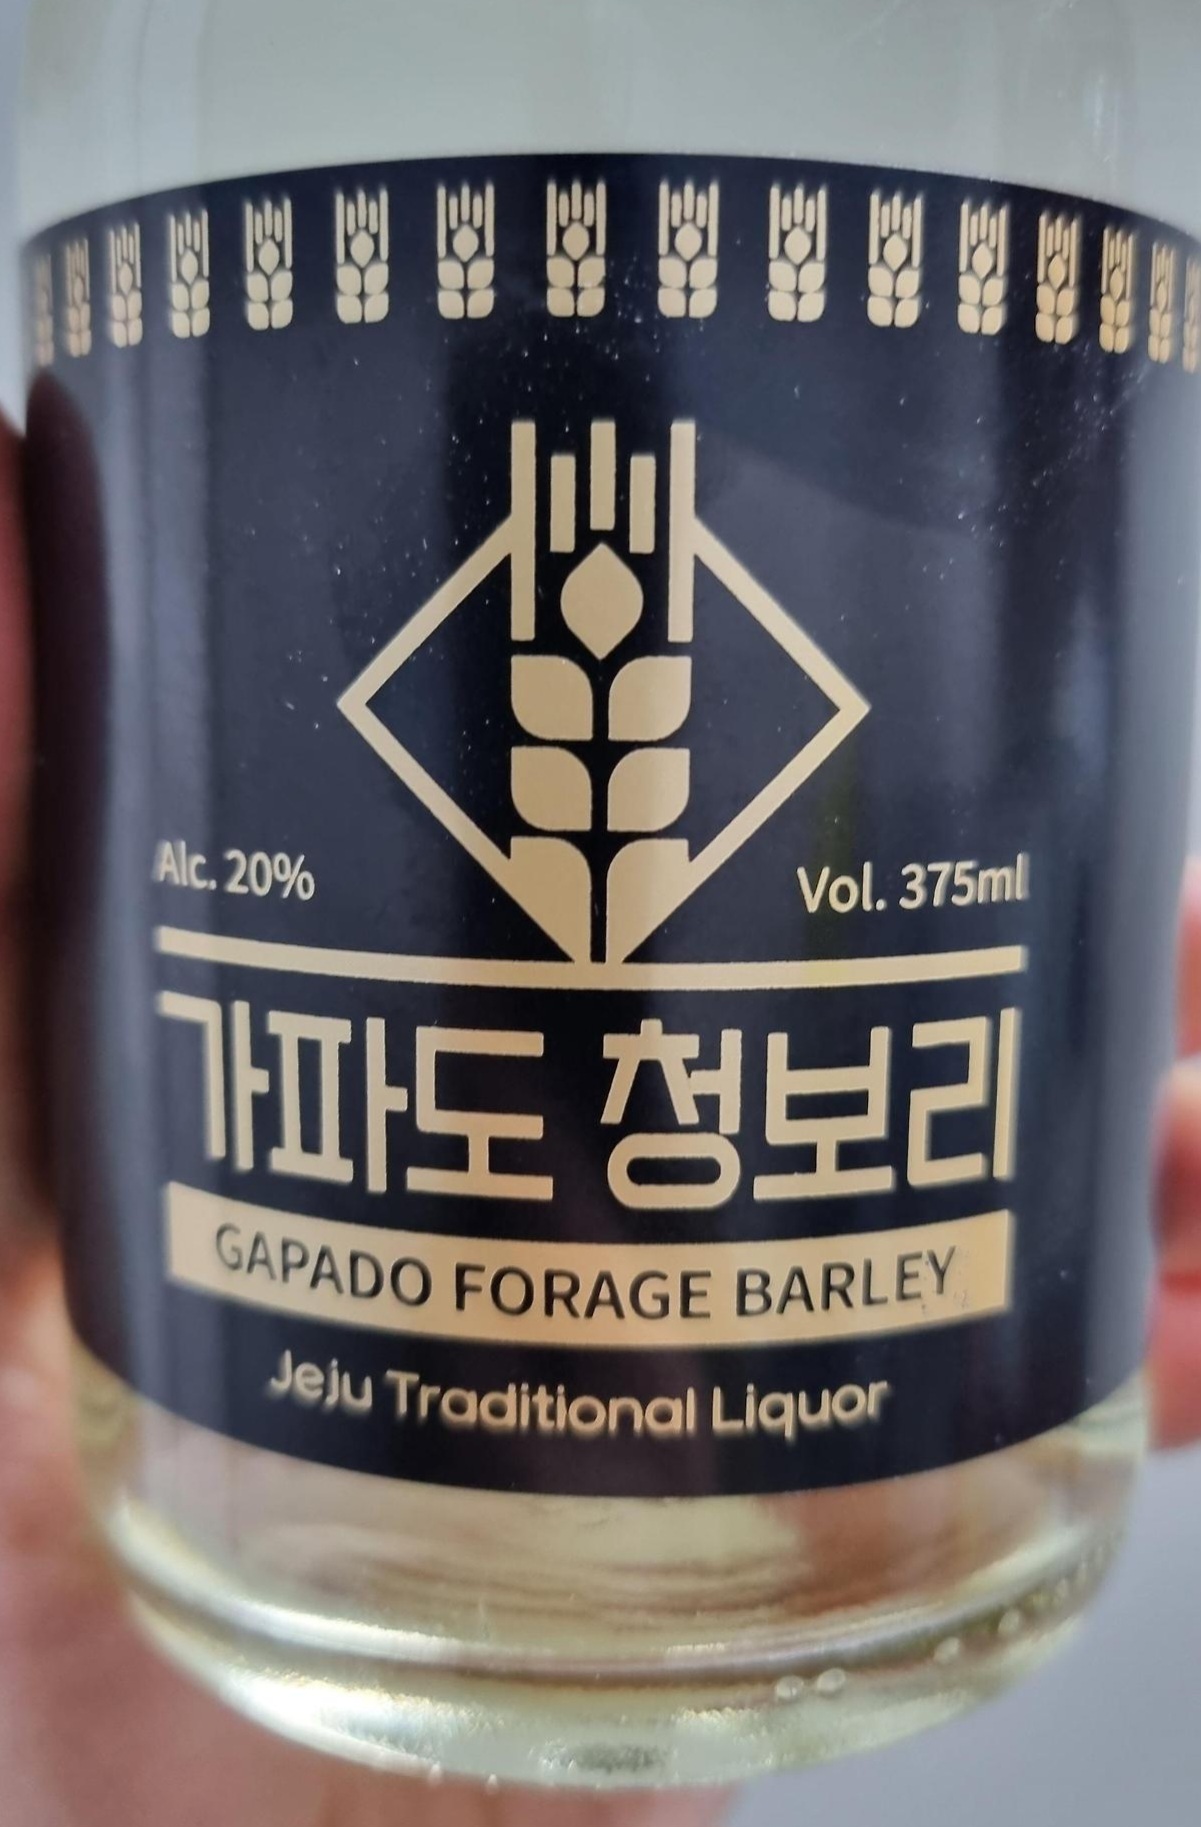 Alc. 20%
Vol. 375ml
가파도 청보리
GAPADO FORAGE BARLEY
Jeju Traditional Liquor